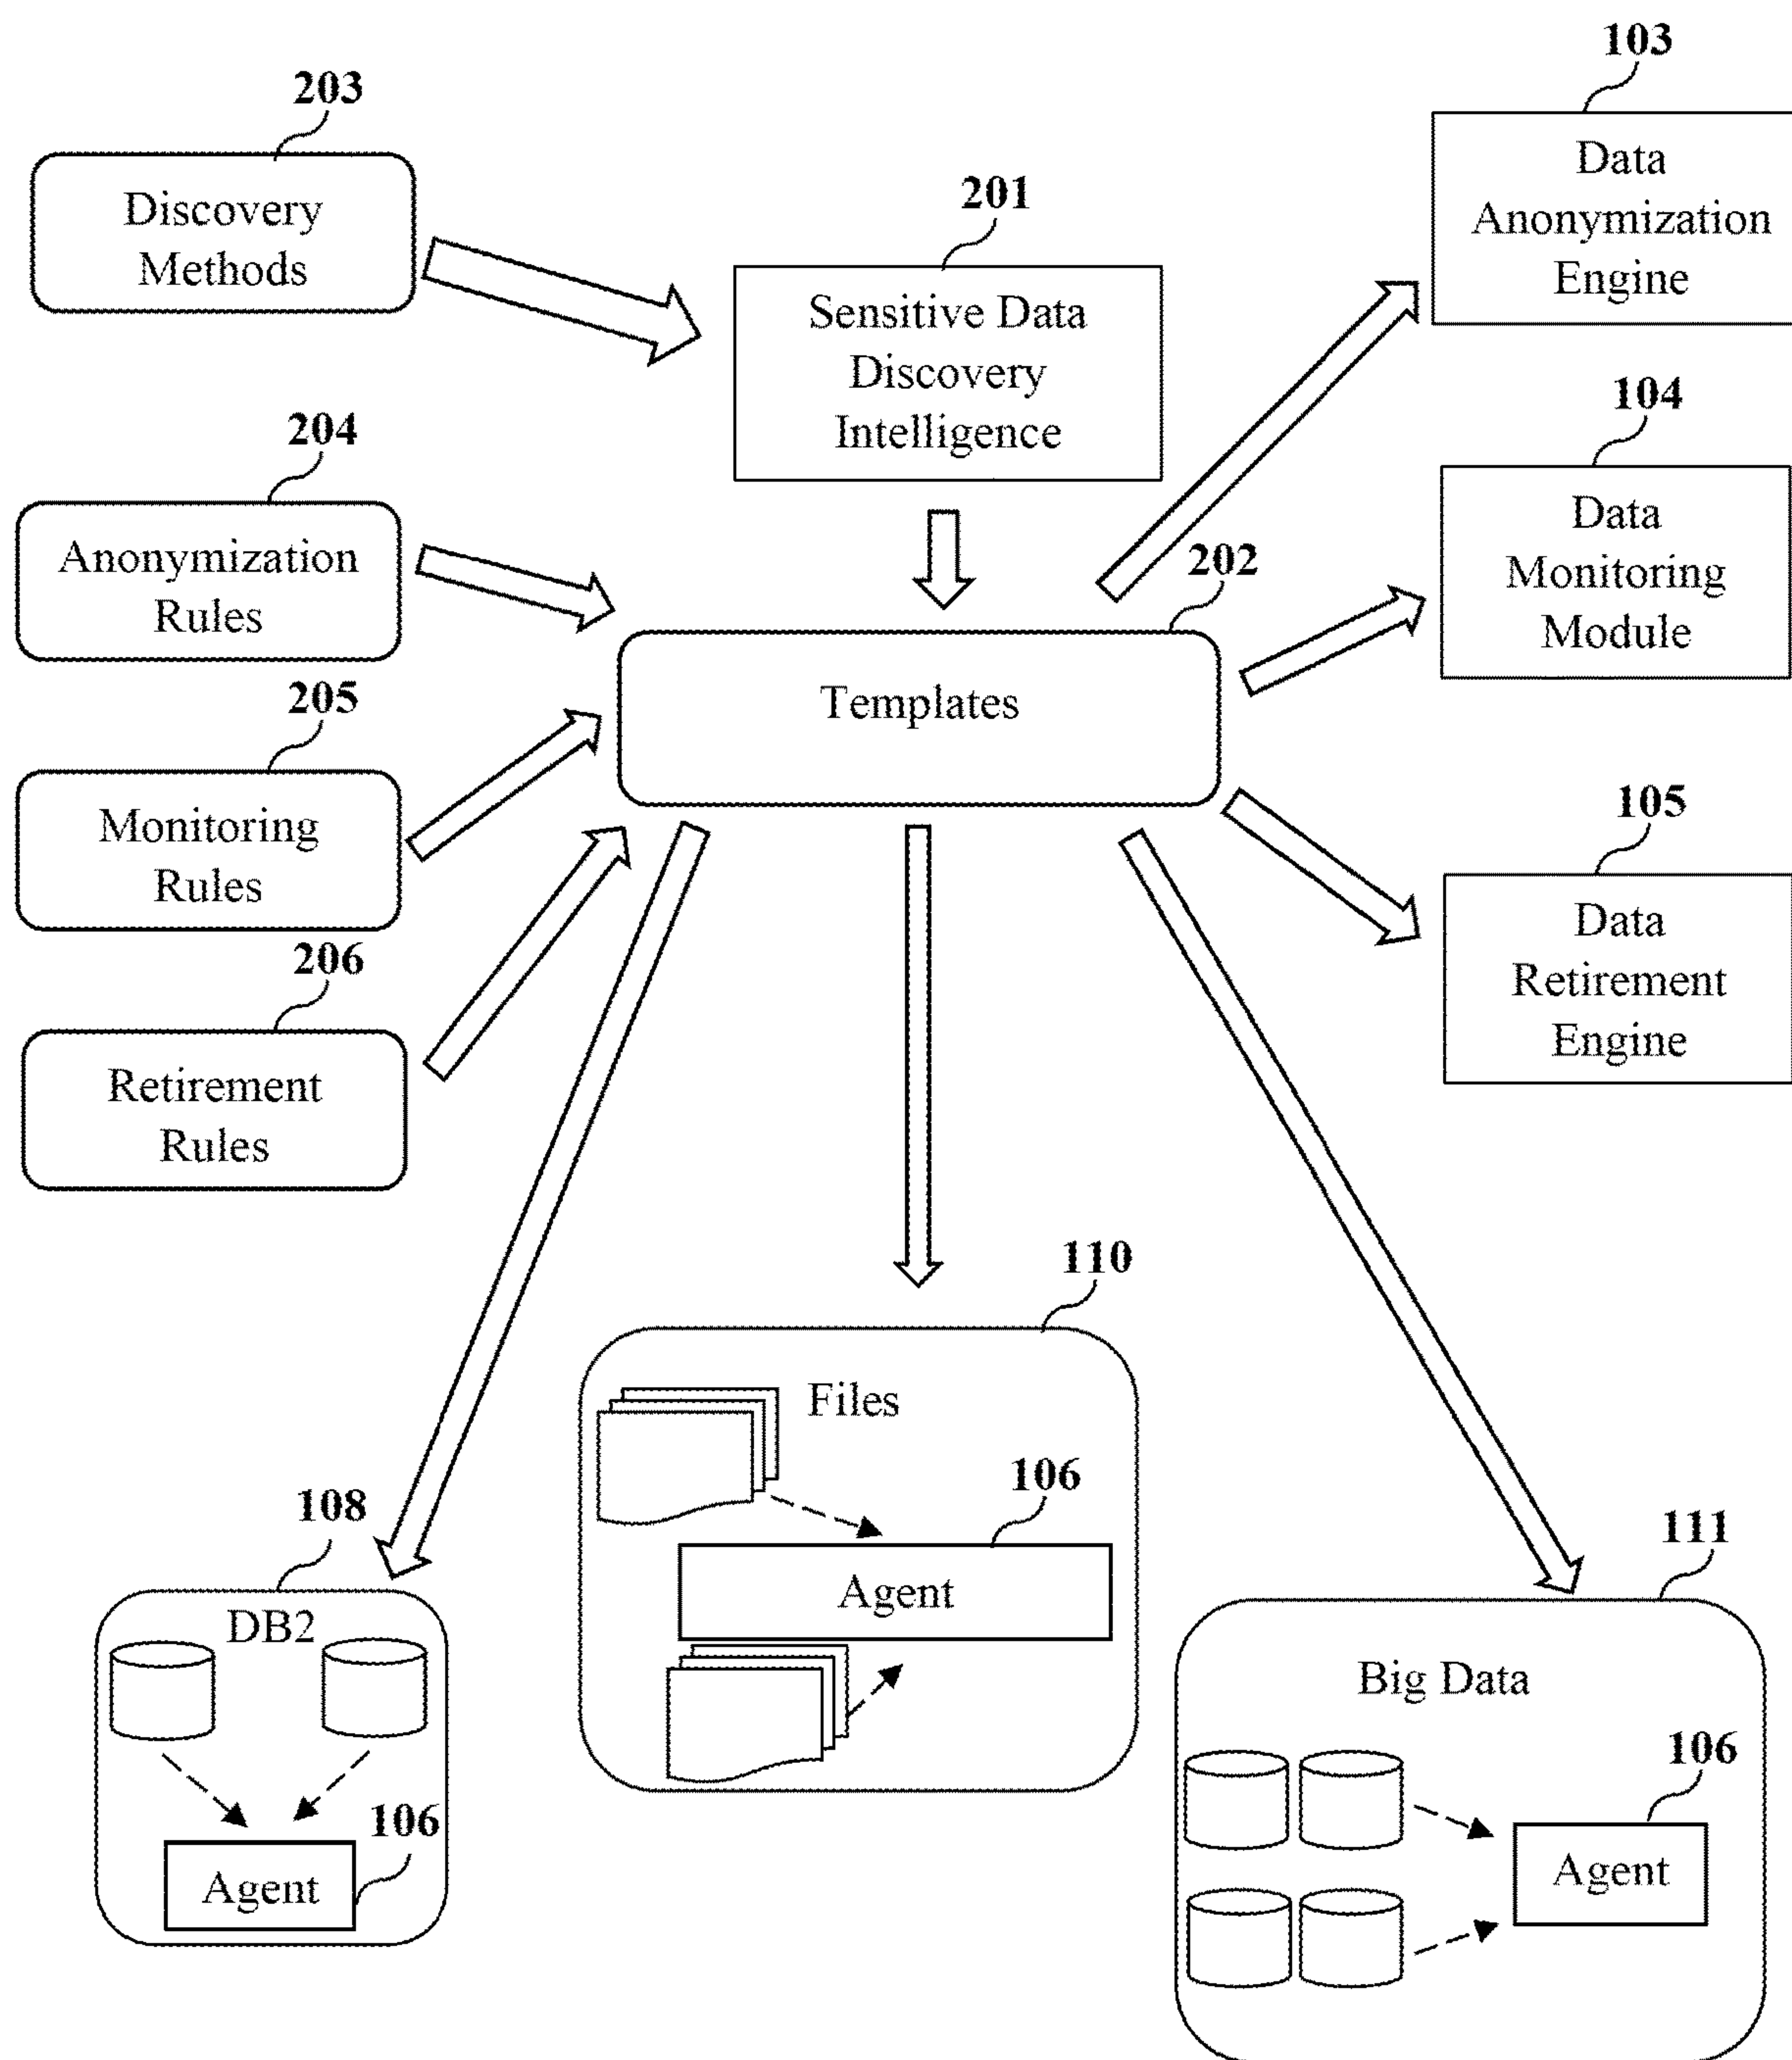 103
203
Data
Anonymization
Engine
Discovery
Methods
201
Sensitive Data
Discovery
Intelligence
104
204
Data
Monitoring
Module
Anonymization
Rules
202
Templates
205
Monitoring
Rules
105
Data
Retirement
Engine
206
Retirement
Rules
110
Files
106
Agent
108
DB2
106
Agent
111
Big Data
106
Agent